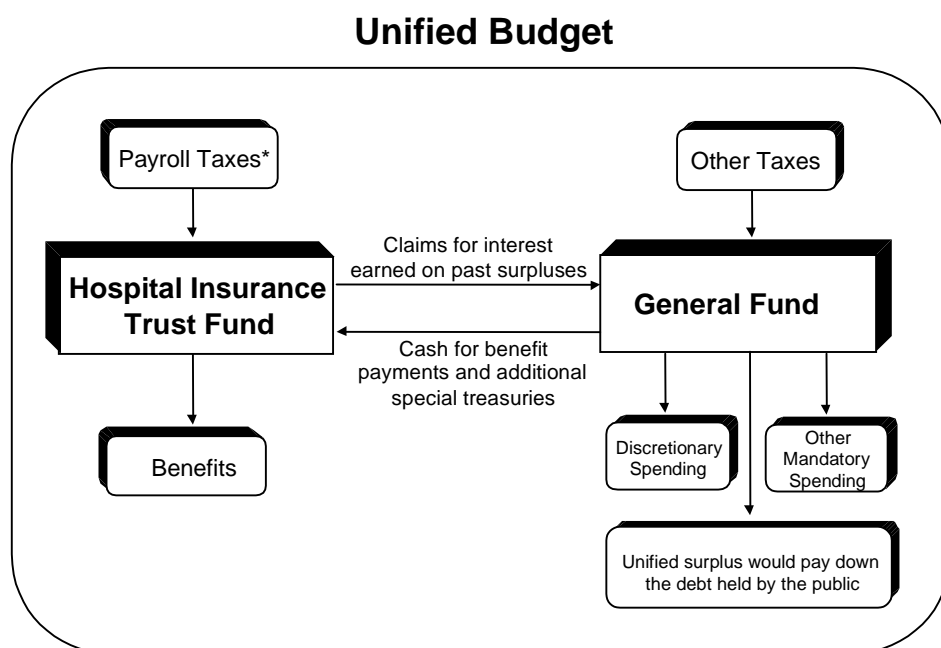 Unified Budget
Payroll Taxes*
Other Taxes
Claims for interest
earned on past surpluses
Hospital Insurance
Trust Fund
General Fund
Cash for benefit
payments and additional
special treasuries
Benefits
Discretionary
Spending
Other
Mandatory
Spending
Unified surplus would pay down
the debt held by the public